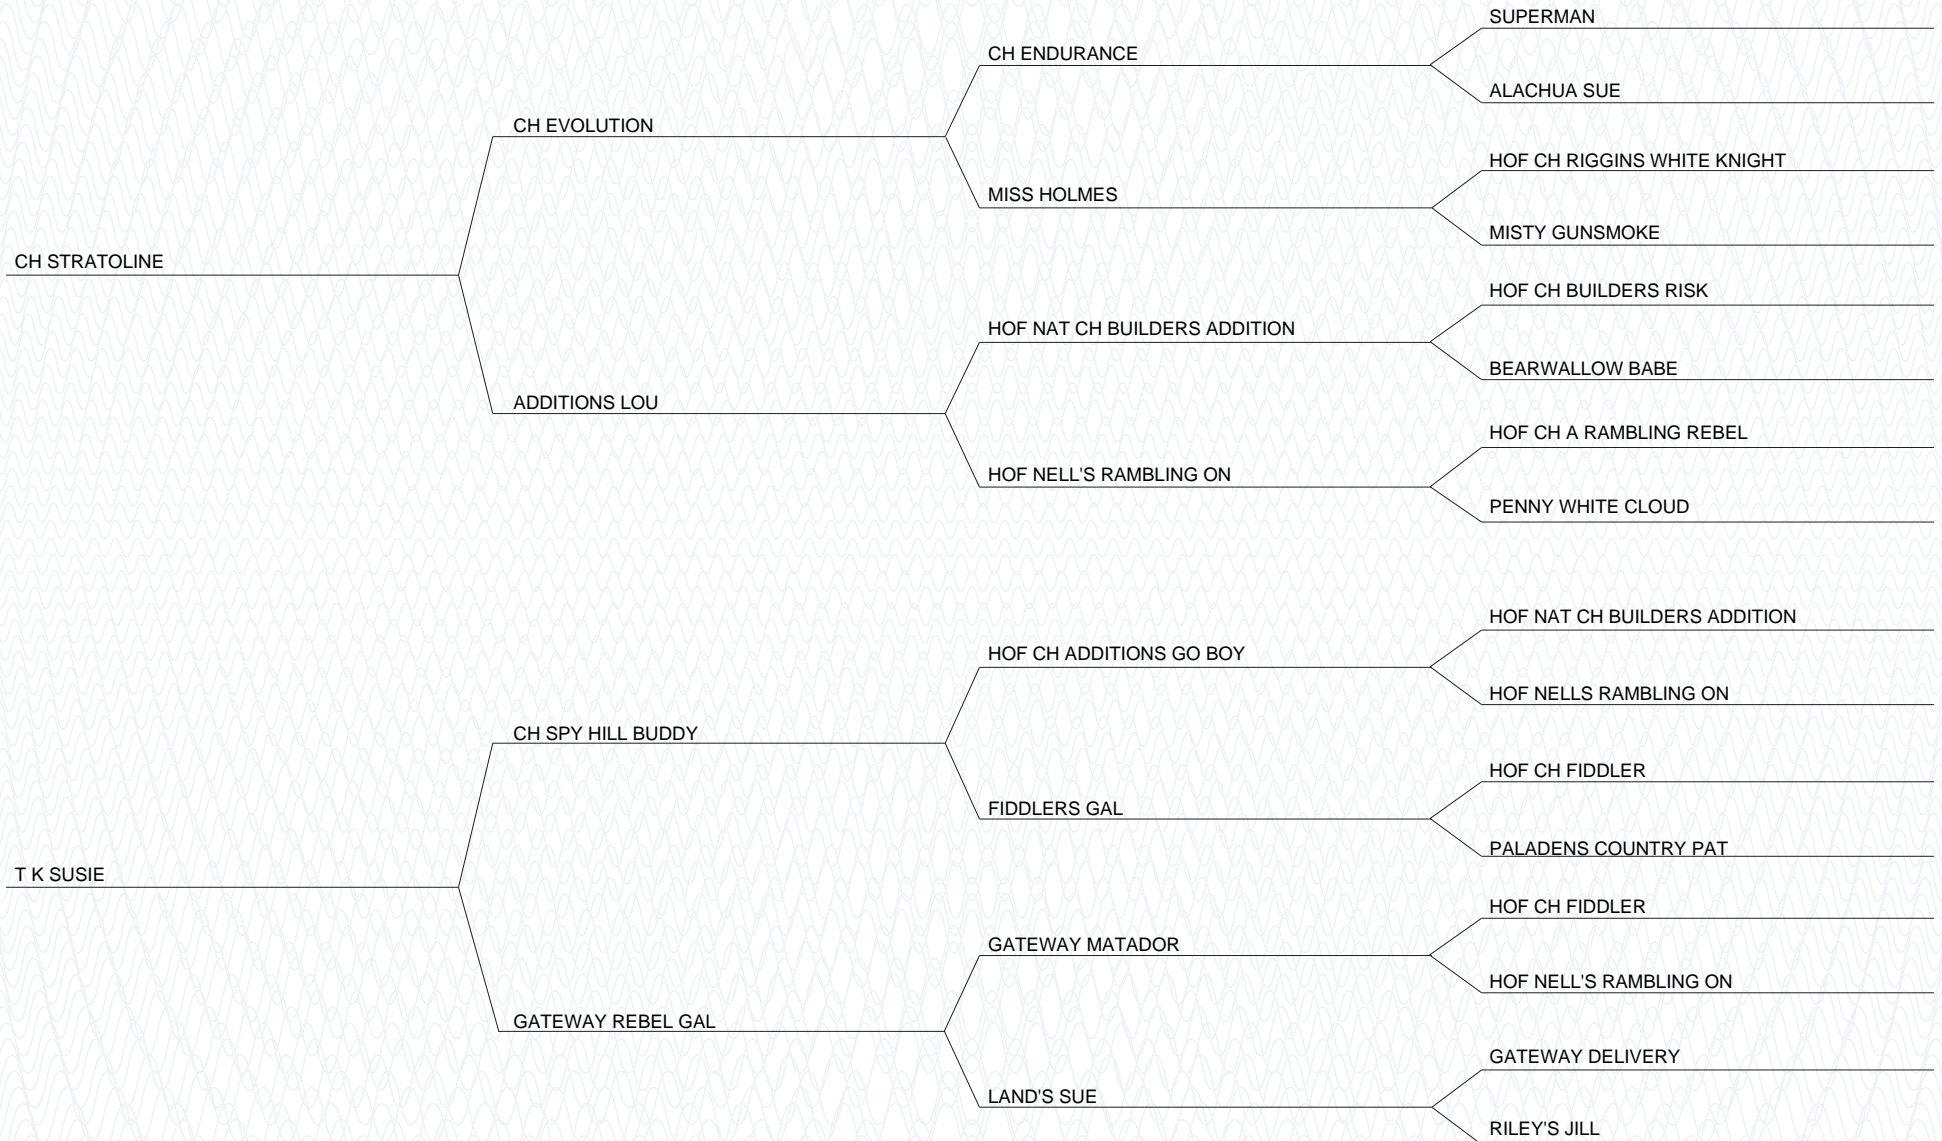 SUPERMAN
CH ENDURANCE
ALACHUA SUE
CH EVOLUTION
HOF CH RIGGINS WHITE KNIGHT
MISS HOLMES
MISTY GUNSMOKE
CH STRATOLINE
HOF CH BUILDERS RISK
HOF NAT CH BUILDERS ADDITION
BEARWALLOW BABE
ADDITIONS LOU
HOF CH A RAMBLING REBEL
HOF NELL'S RAMBLING ON
PENNY WHITE CLOUD
HOF NAT CH BUILDERS ADDITION
HOF CH ADDITIONS GO BOY
HOF NELLS RAMBLING ON
CH SPY HILL BUDDY
HOF CH FIDDLER
FIDDLERS GAL
PALADENS COUNTRY PAT
T K SUSIE
HOF CH FIDDLER
GATEWAY MATADOR
HOF NELL'S RAMBLING ON
GATEWAY REBEL GAL
GATEWAY DELIVERY
LAND'S SUE
RILEY'S JILL